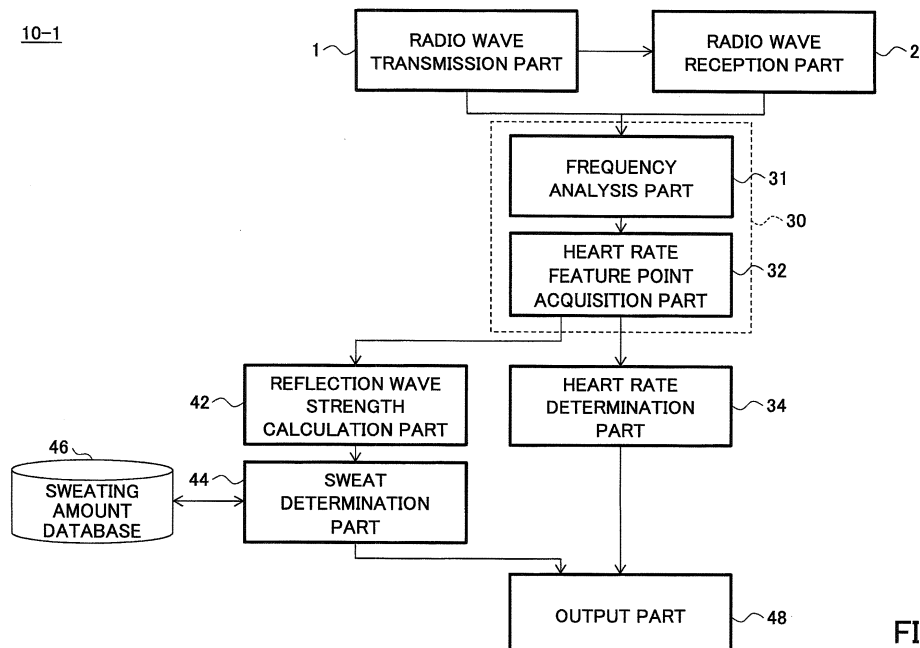 10-1
1
RADIO WAVE
TRANSMISSION PART
RADIO WAVE
RECEPTION PART
2
FREQUENCY
ANALYSIS PART
31
30
HEART RATE
FEATURE POINT
ACQUISITION PART
32
42
REFLECTION WAVE
STRENGTH
CALCULATION PART
HEART RATE
DETERMINATION
PART
34
46
SWEATING
AMOUNT
DATABASE
44
SWEAT
DETERMINATION
PART
OUTPUT PART
48
FI